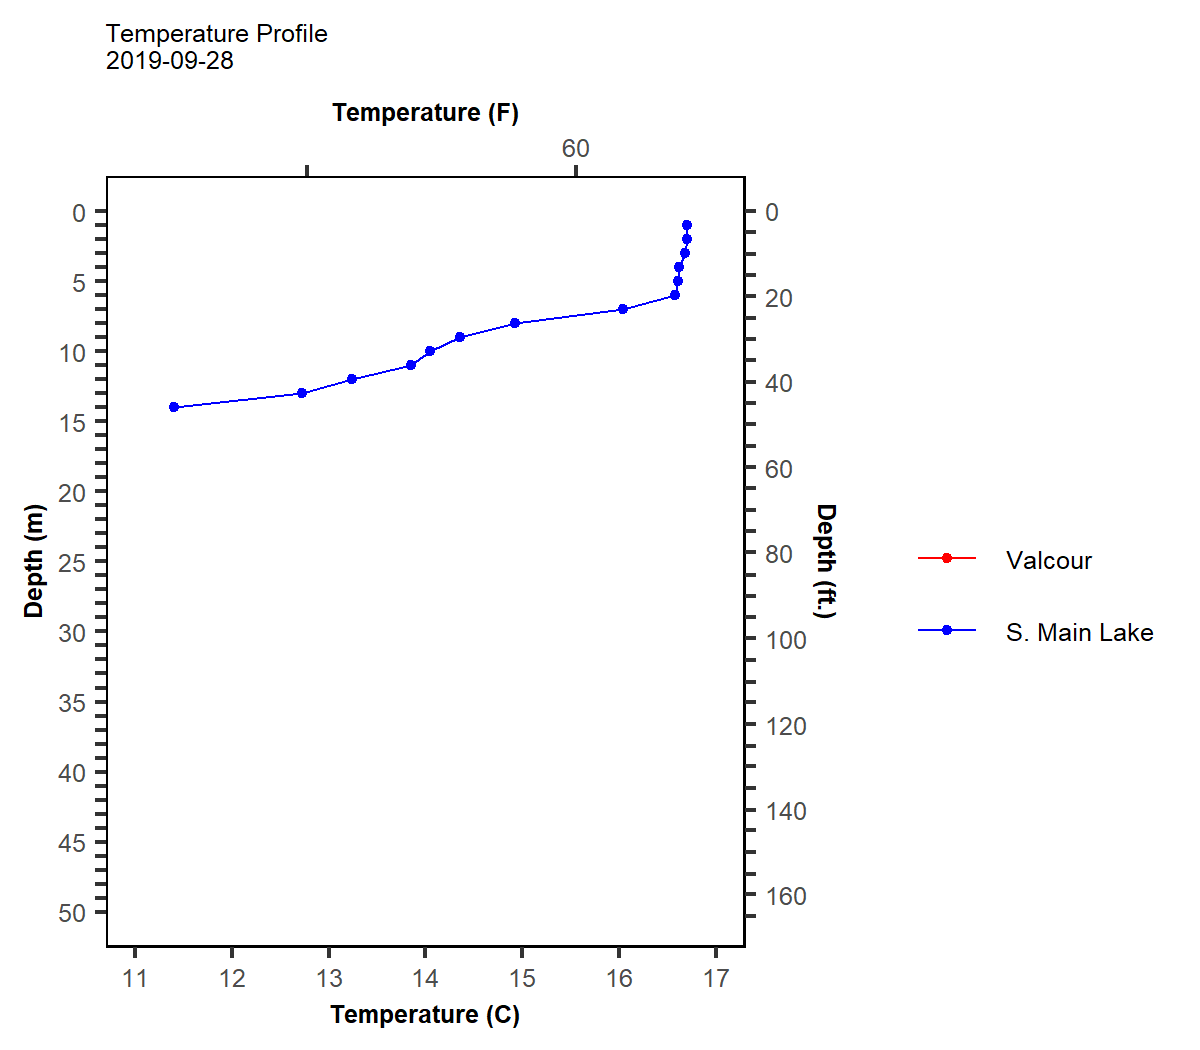 Temperature Profile
2019-09-28
Temperature (F)
60
0
5
10
15
20
25
30
35
40
45
50
Depth (m)
0
20
40
60
80
100
120
140
160
Depth (ft.)
11 12 13 14 15 16 17
Temperature (C)
Valcour
S. Main Lake